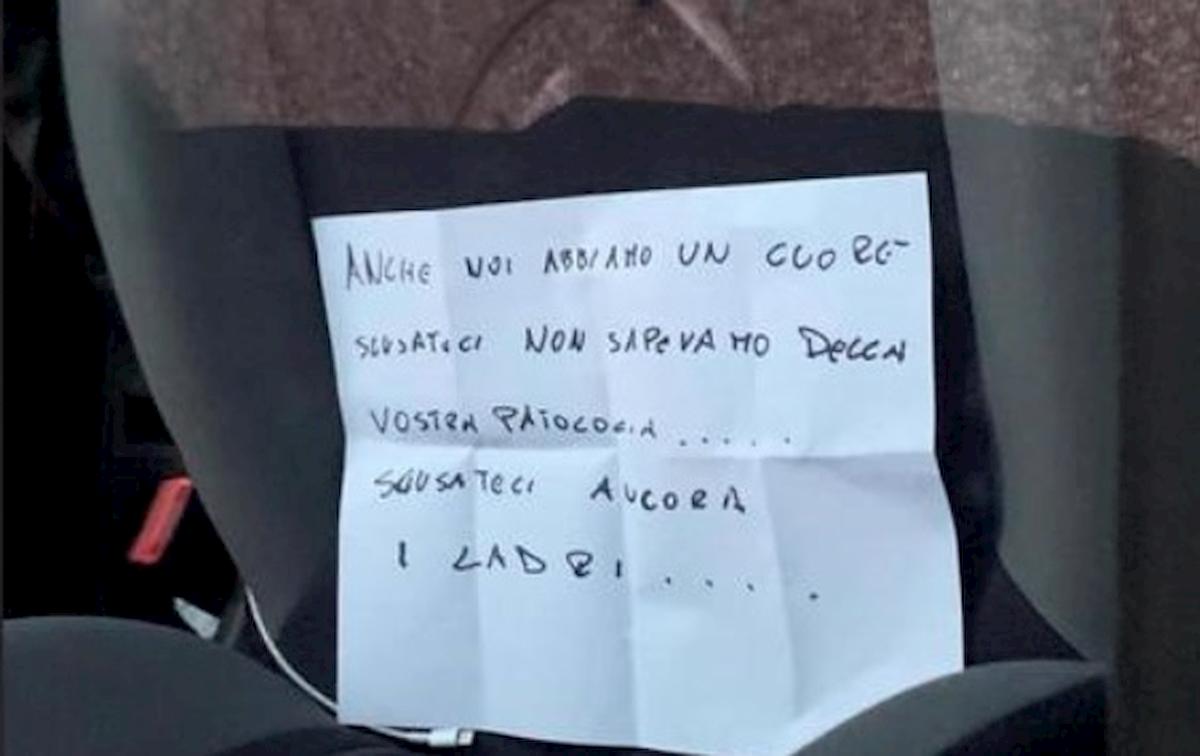 ANCHE NOI ABBIAMO UN CUORE
SCUSATECI NON SAPEVAMO DELLA
VOSTRA PATOLOGIA .....
SCUSATECI ANCORA
I LADRI ....